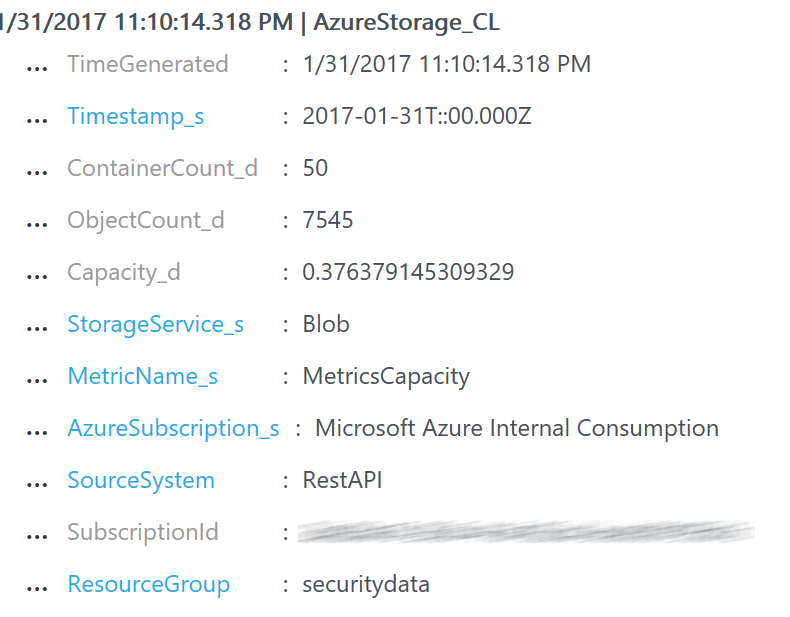 1/31/2017 11:10:14.318 PM | AzureStorage_CL
... TimeGenerated : 1/31/2017 11:10:14.318 PM
... Timestamp_s : 2017-01-31T::00.000Z
... ContainerCount_d : 50
... ObjectCount_d : 7545
... Capacity_d : 0.376379145309329
... StorageService_s : Blob
... MetricName_s : MetricsCapacity
... AzureSubscription_s : Microsoft Azure Internal Consumption
... SourceSystem : RestAPI
... SubscriptionId :
... ResourceGroup : securitydata